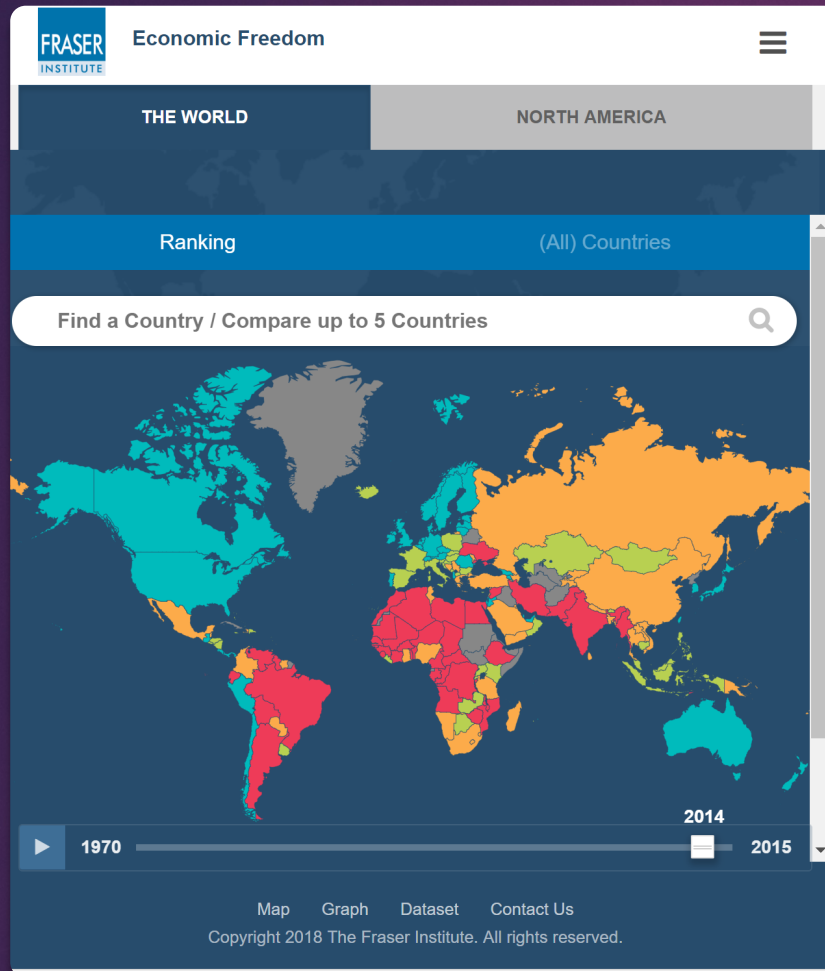 FRASER
INSTITUTE
Economic Freedom
THE WORLD
NORTH AMERICA
Ranking
(All) Countries
Find a Country / Compare up to 5 Countries
2014
1970
2015
Map Graph Dataset Contact Us
Copyright 2018 The Fraser Institute. All rights reserved.